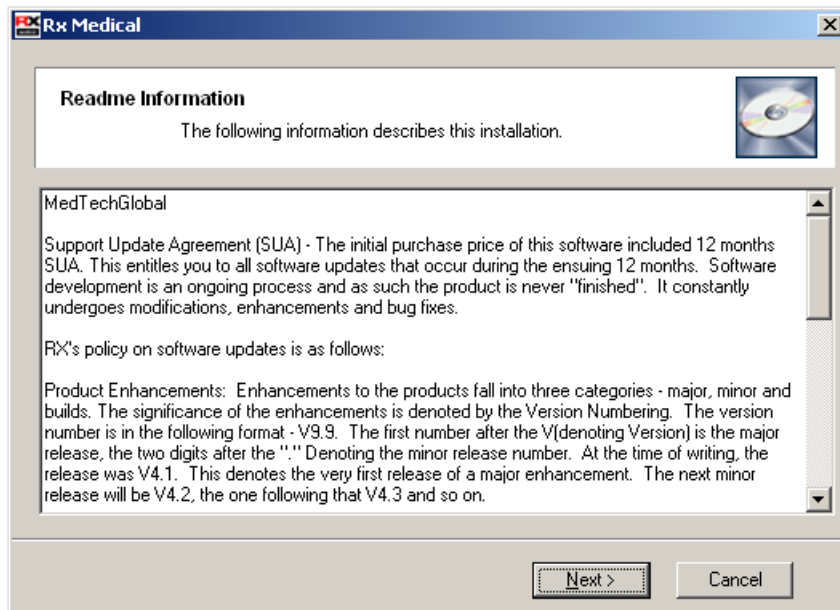 RX Rx Medical
Readme Information
The following information describes this installation.
MedTechGlobal
Support Update Agreement (SUA) - The initial purchase price of this software included 12 months
SUA. This entitles you to all software updates that occur during the ensuing 12 months.  Software
development is an ongoing process and as such the product is never "finished".  It constantly
undergoes modifications, enhancements and bug fixes.
RX's policy on software updates is as follows:
Product Enhancements:  Enhancements to the products fall into three categories - major, minor and
builds. The significance of the enhancements is denoted by the Version Numbering.  The version
number is in the following format - V9.9.  The first number after the V(denoting Version) is the major
release, the two digits after the "." Denoting the minor release number.  At the time of writing, the
release was V4.1.  This denotes the very first release of a major enhancement.  The next minor
release will be V4.2, the one following that V4.3 and so on.
Next >
Cancel